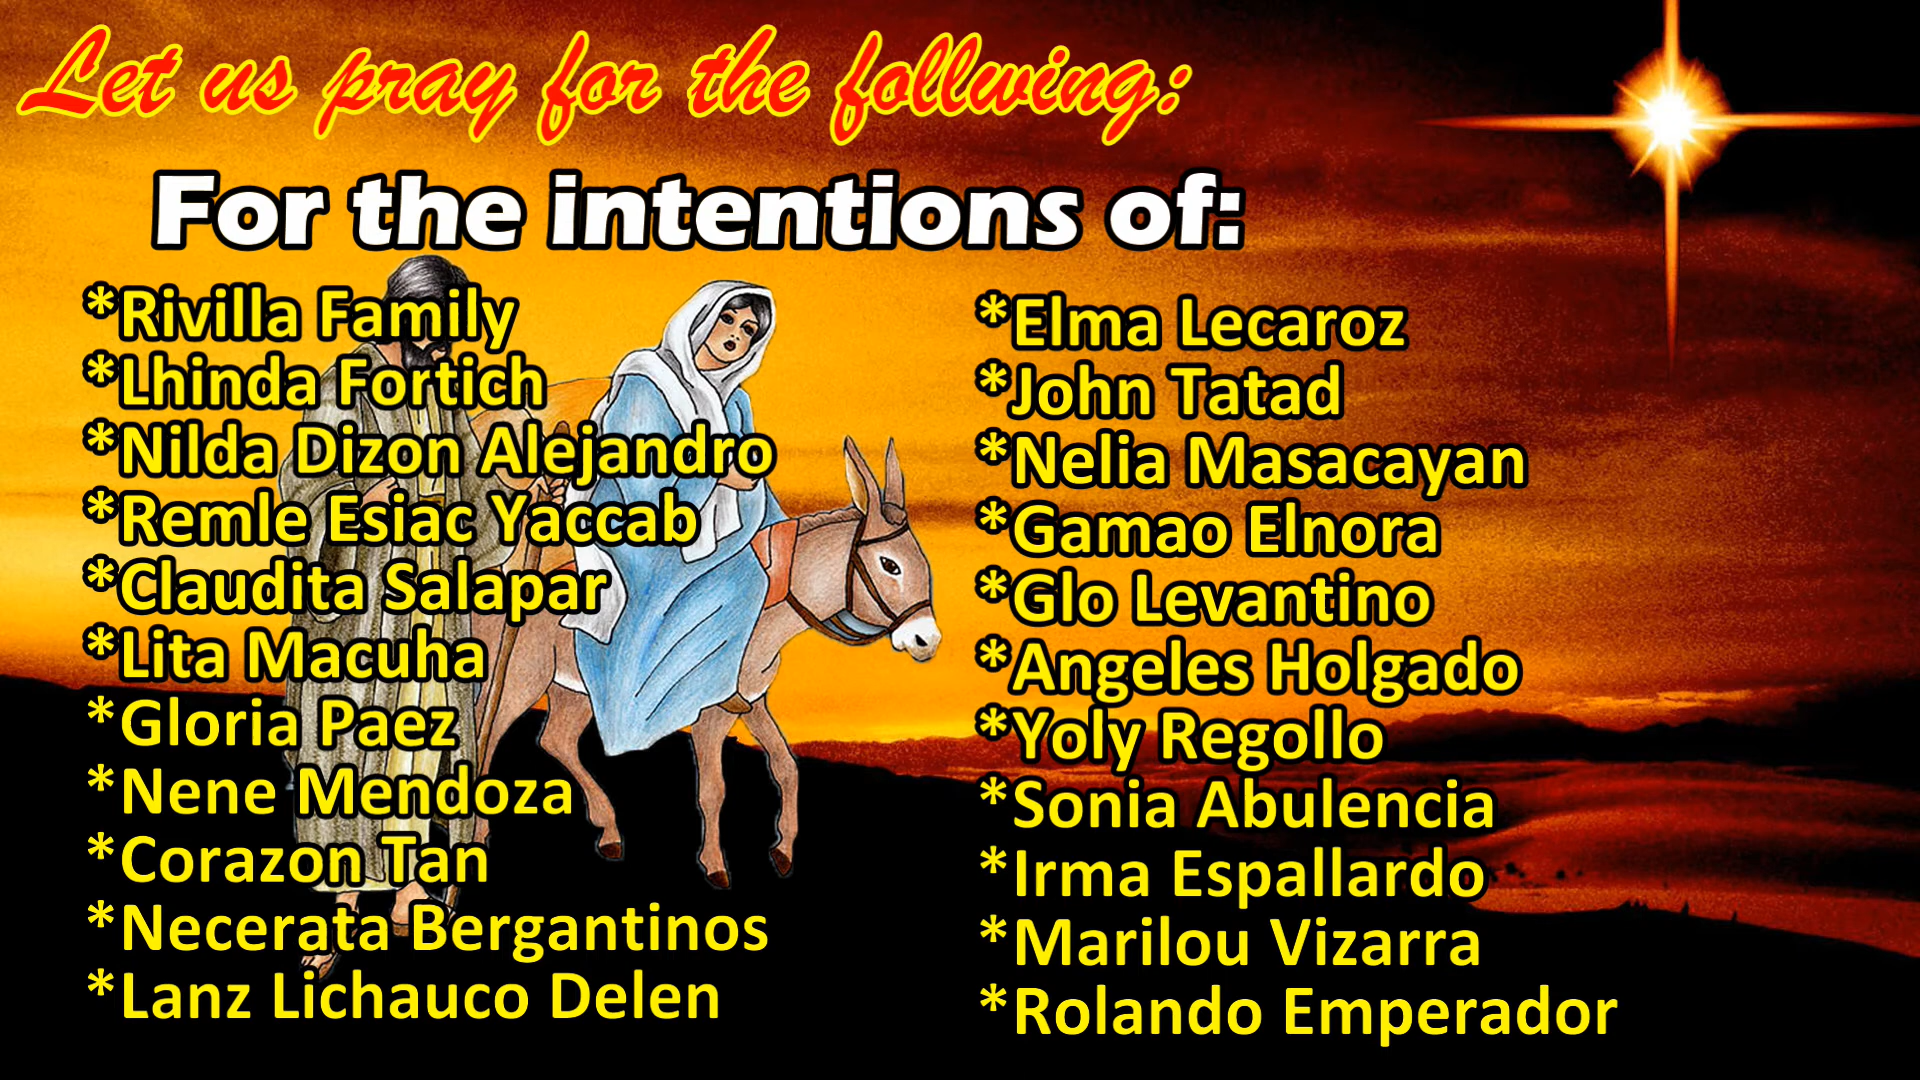 Let us pray for the follwing:
For the intentions of:
*Rivilla Family
*Lhinda Fortich
*Nilda Dizon Alejandro
*Remle Esiac Yaccab
*Claudita Salapar
*Lita Macuha
*Gloria Paez
*Nene Mendoza
*Corazon Tan
*Necerata Bergantinos
*Lanz Lichauco Delen
*Elma Lecaroz
*John Tatad
*Nelia Masacayan
*Gamao Elnora
*Glo Levantino
*Angeles Holgado
*Yoly Regollo
*Sonia Abulencia
*Irma Espallardo
*Marilou Vizarra
*Rolando Emperador